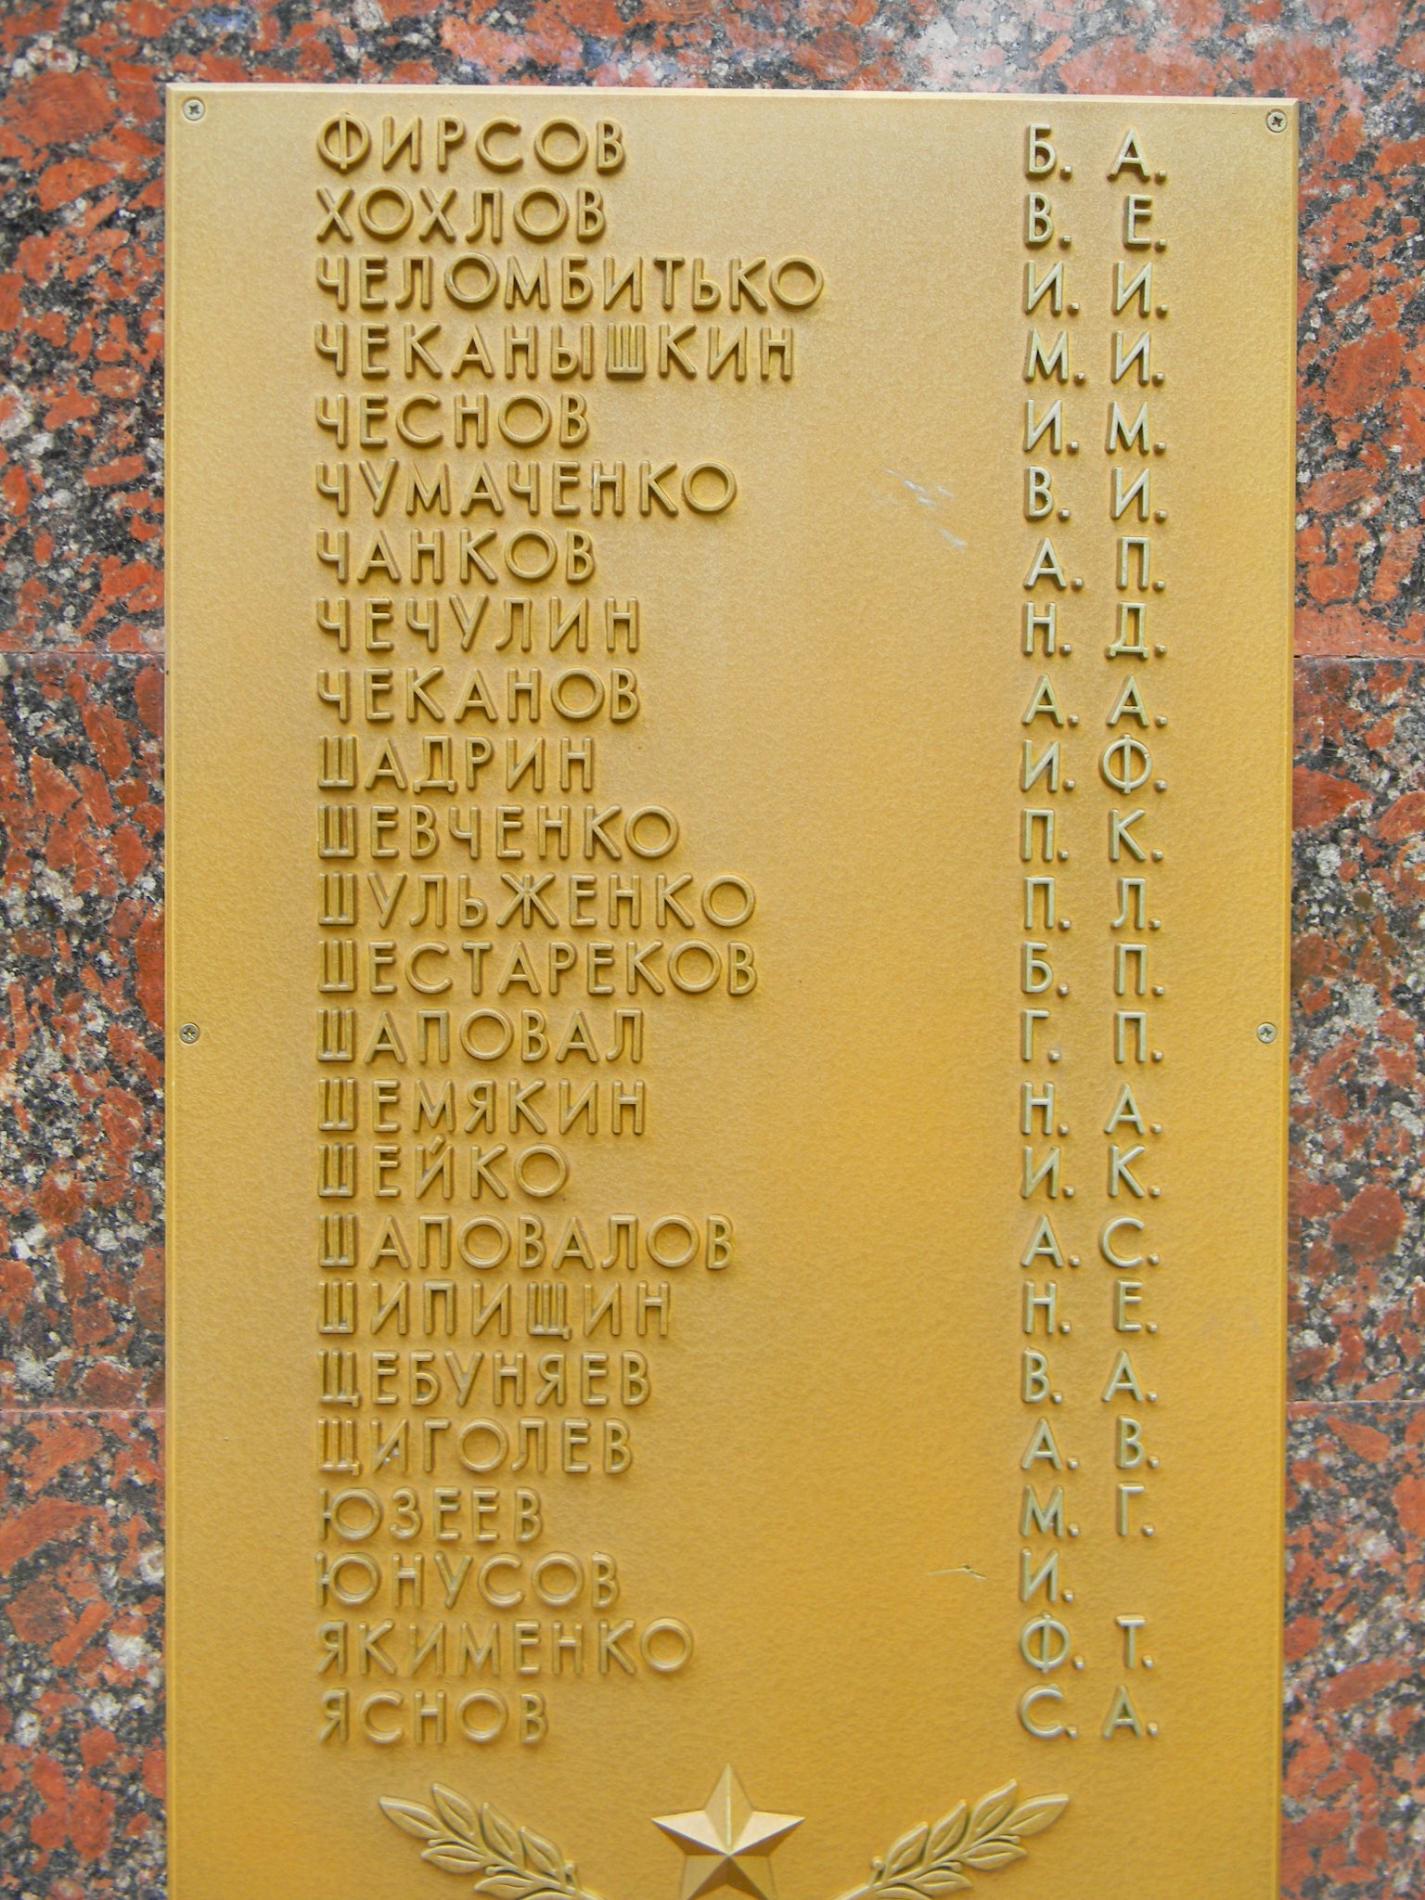 ФИРСОВ Б. А.
ХОХЛОВ В. Е.
ЧЕЛОМБИТЬКО И. И.
ЧЕКАНЫШКИН М. И.
ЧЕСНОВ И. М.
ЧУМАЧЕНКО В. И.
ЧАНКОВ А. П.
ЧЕЧУЛИН Н. Д.
ЧЕКАНОВ А. А.
ШАДРИН И. Ф.
ШЕВЧЕНКО П. К.
ШУЛЬЖЕНКО П. Л.
ШЕСТАРЕКОВ Б. П.
ШАПОВАЛ Г. П.
ШЕМЯКИН Н. А.
ШЕЙКО И. К.
ШАПОВАЛОВ А. С.
ШИПИЩИН Н. Е.
ЩЕБУНЯЕВ В. А.
ЩИГОЛЕВ А. В.
ЮЗЕЕВ М. Г.
ЮНУСОВ И.
ЯКИМЕНКО Ф. Т.
ЯСНОВ С. А.